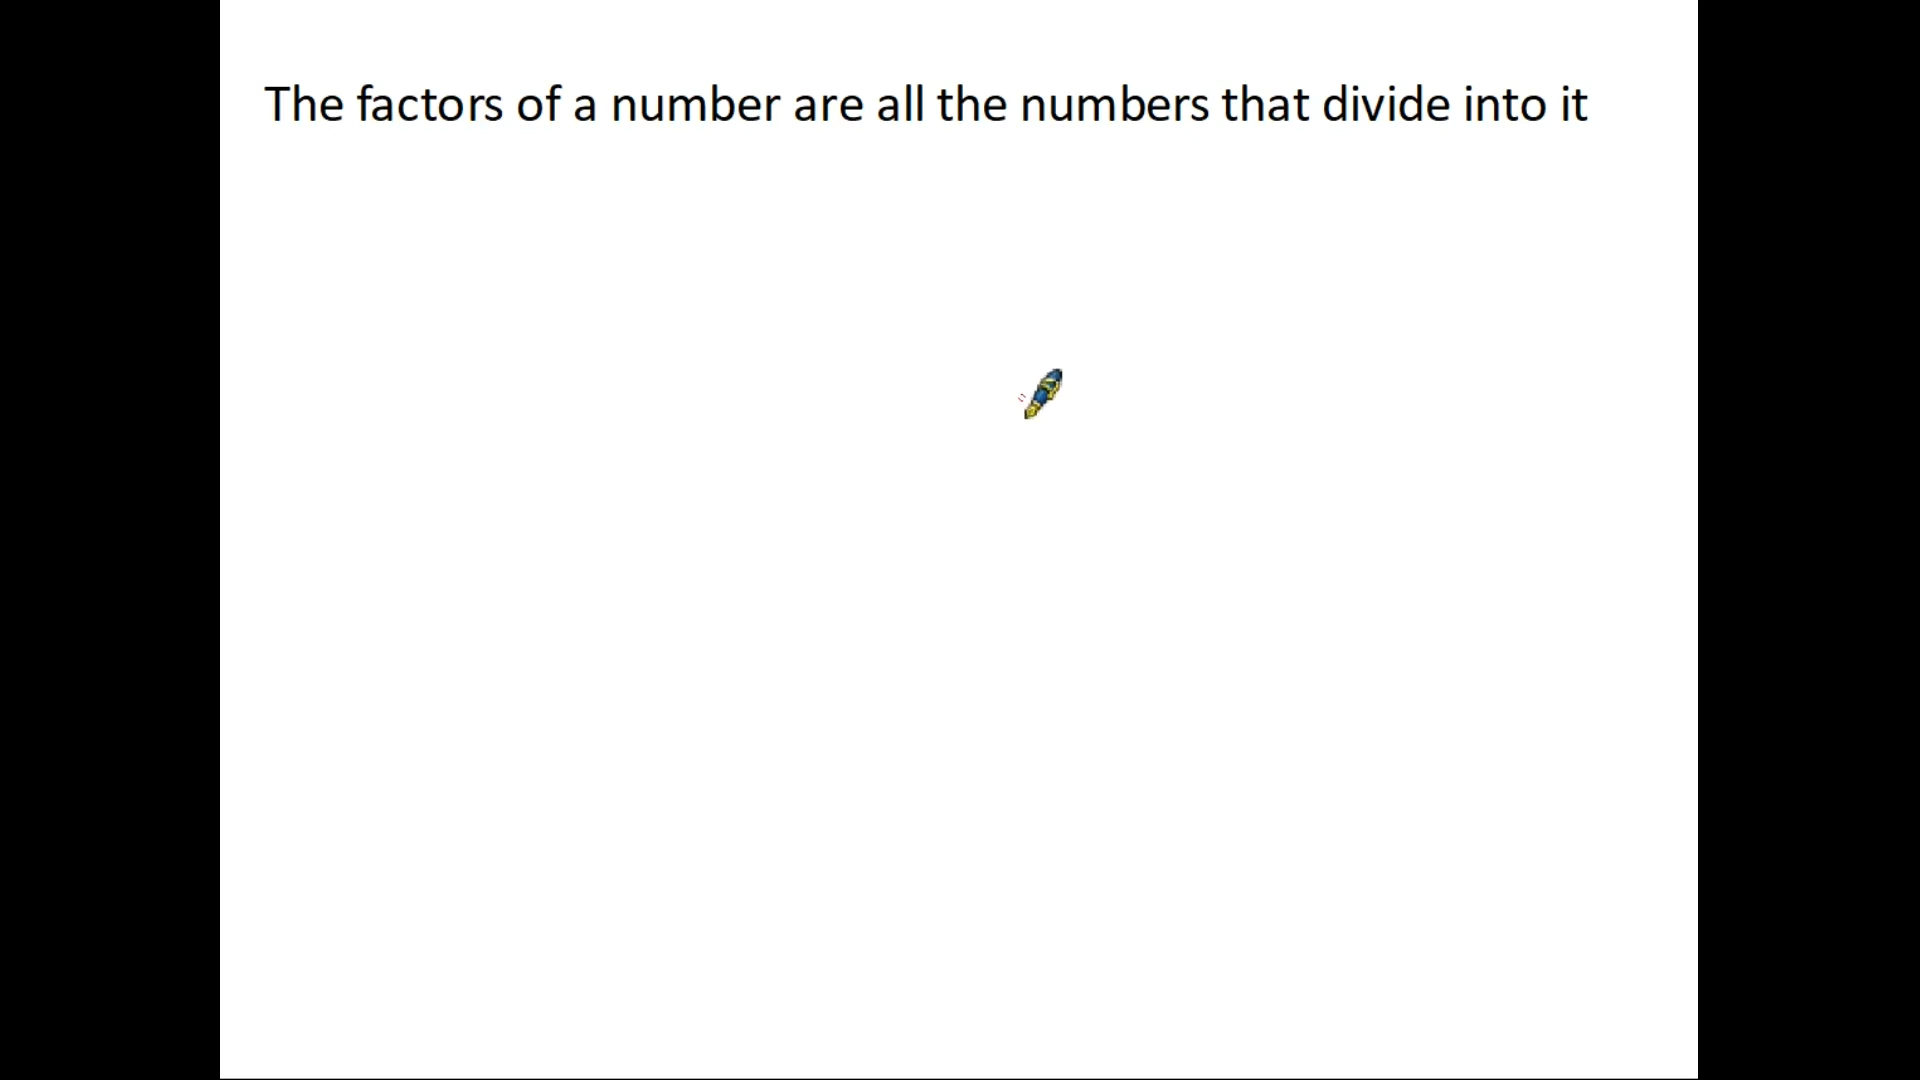 The factors of a number are all the numbers that divide into it